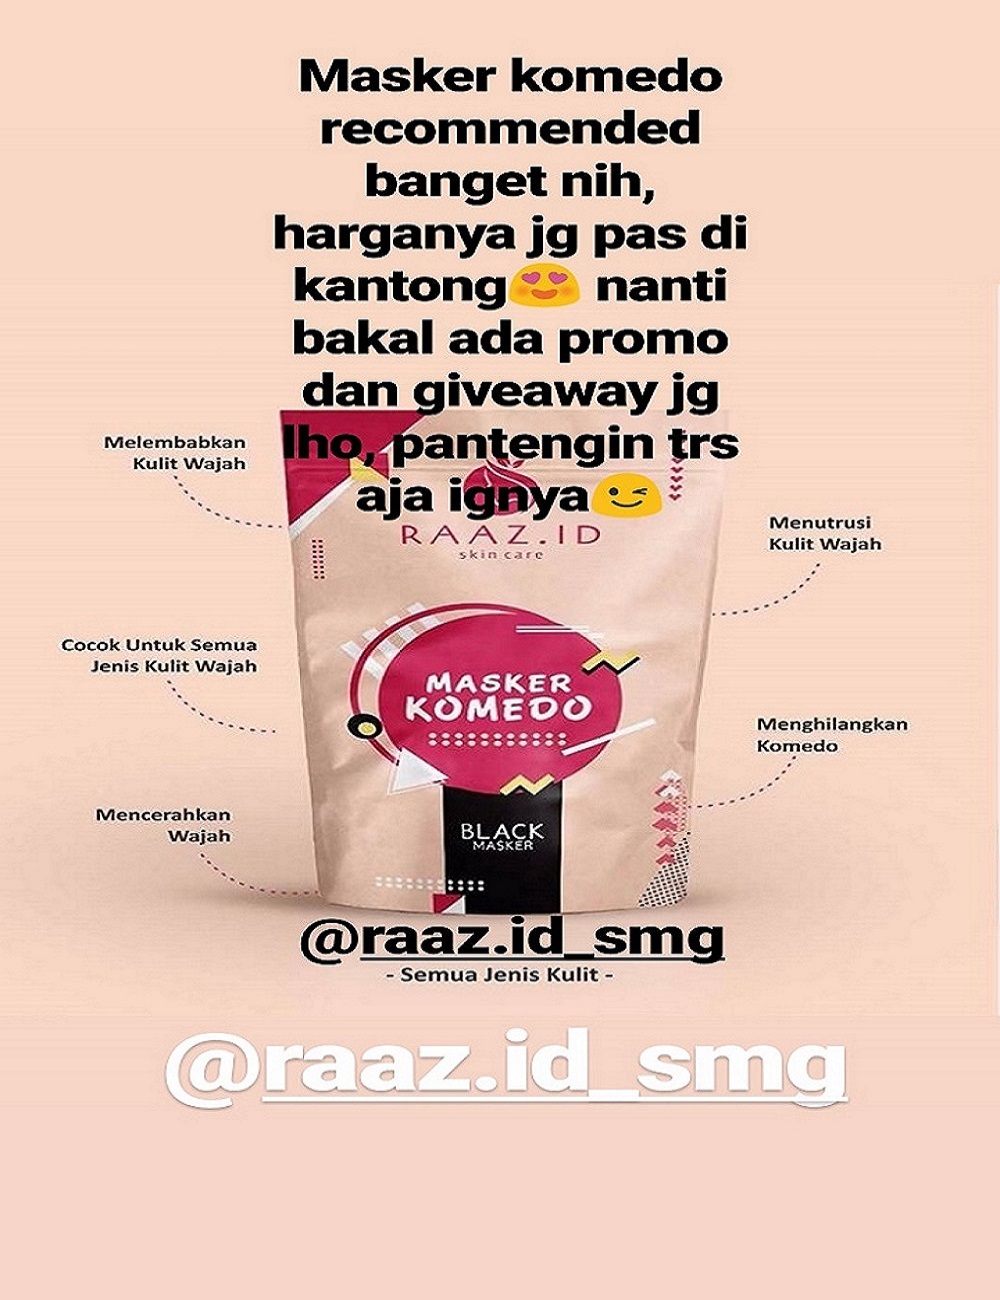 Masker komedo
recommended
banget nih,
harganya jg pas di
kantong😍 nanti
bakal ada promo
dan giveaway jg
lho, pantengin trs
aja ignya😉
Melembabkan
Kulit Wajah
RAAZ.ID
skin care
Menutrusi
Kulit Wajah
Cocok Untuk Semua
Jenis Kulit Wajah
MASKER
KOMEDO
Menghilangkan
Komedo
Mencerahkan
Wajah
BLACK
MASKER
@raaz.id_smg
- Semua Jenis Kulit -
@raaz.id_smg